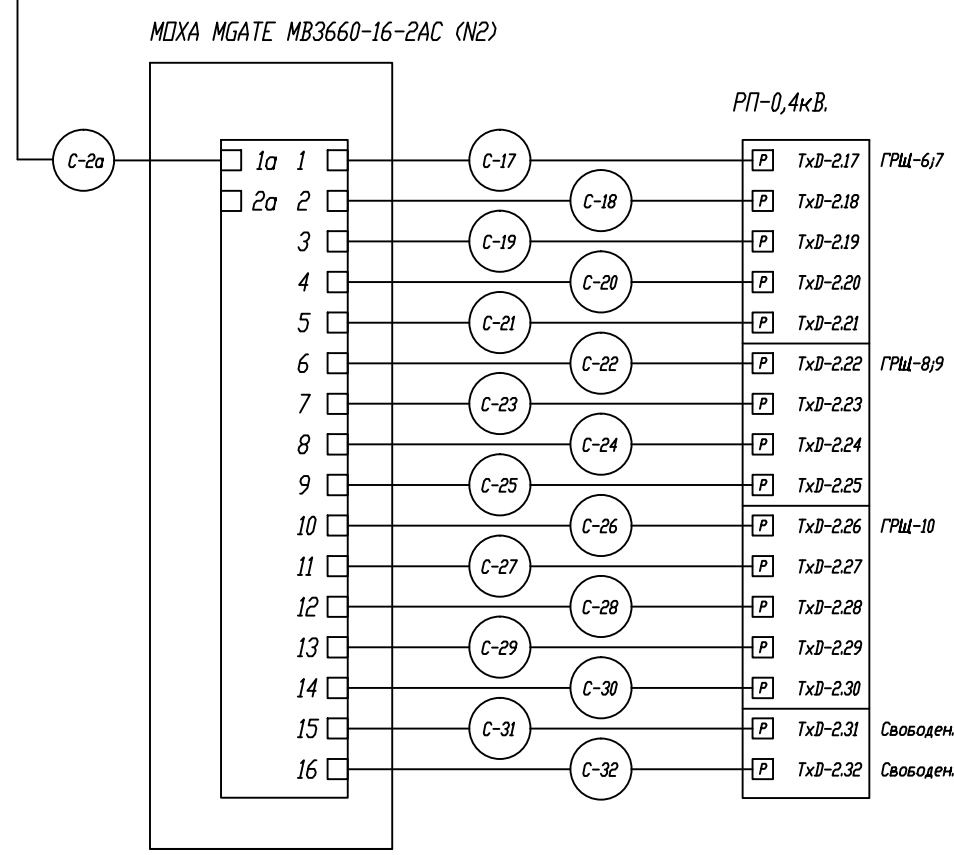 MOXA MGATE MB3660-16-2AC (N2)
РП-0,4кВ.
С-2а 1а 1 С-17 Р TxD-2.17 ГРЩ-6;7
2а 2 С-18 Р TxD-2.18
3 С-19 Р TxD-2.19
4 С-20 Р TxD-2.20
5 С-21 Р TxD-2.21
6 С-22 Р TxD-2.22 ГРЩ-8;9
7 С-23 Р TxD-2.23
8 С-24 Р TxD-2.24
9 С-25 Р TxD-2.25
10 С-26 Р TxD-2.26 ГРЩ-10
11 С-27 Р TxD-2.27
12 С-28 Р TxD-2.28
13 С-29 Р TxD-2.29
14 С-30 Р TxD-2.30
15 С-31 Р TxD-2.31 Свободен.
16 С-32 Р TxD-2.32 Свободен.